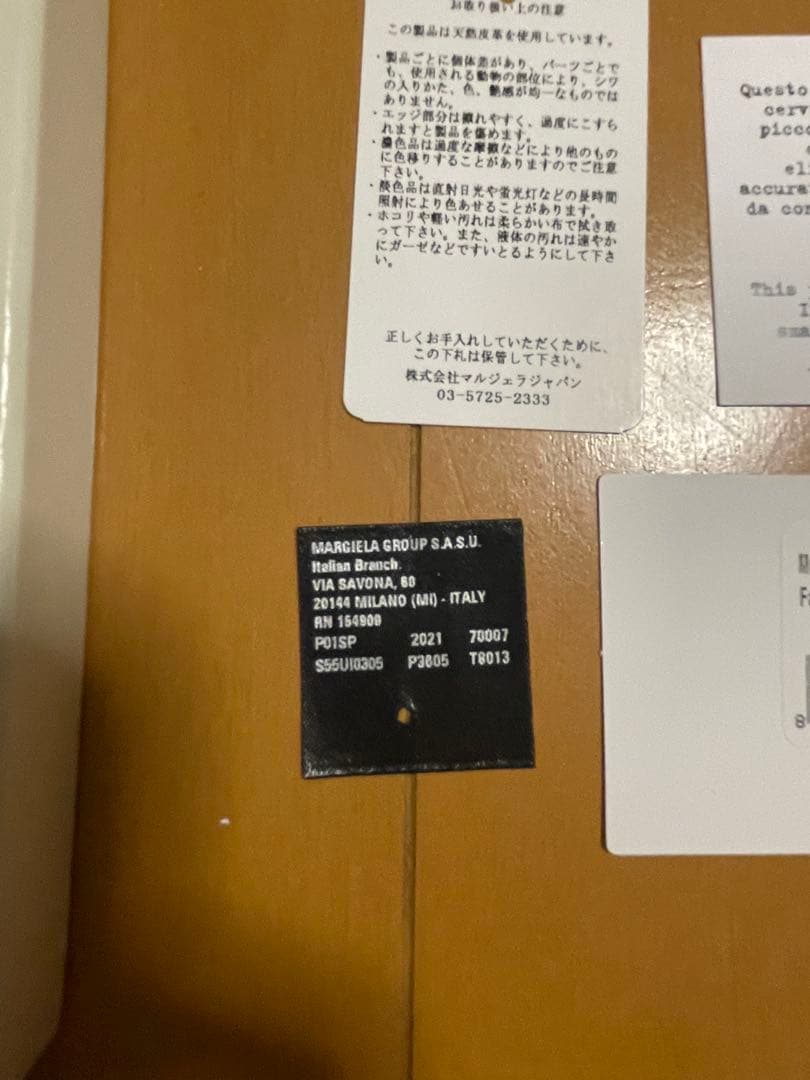 お取り扱い上の注意
この製品は天然皮革を使用しています。
・製品ごとに個体差があり、パーツごとで
も、使用される動物の部位により、シワ
の入りかた、色、艶感が均一なものでは
ありません。
・エッジ部分は擦れやすく、過度にこすら
れますと製品を傷めます。
・濃色品は過度な摩擦などにより他のもの
に色移りすることがありますのでご注意
下さい。
・淡色品は直射日光や蛍光灯などの長時間
照射により色あせることがあります。
・ホコリや軽い汚れは柔らかい布で拭き取
って下さい。また、液体の汚れは速やか
にガーゼなどですいとるようにして下さ
い。
正しくお手入れしていただくために、
この下札は保管して下さい。
株式会社マルジェラジャパン
03-5725-2333
Questo
cerv
picco
eli
accura
da con
This
I
sma
MARGIELA GROUP S.A.S.U.
Italian Branch.
VIA SAVONA, 60
20144 MILANO (MI) - ITALY
RN 154900
P01SP 2021 70007
S55UI0305 P3605 T8013
8